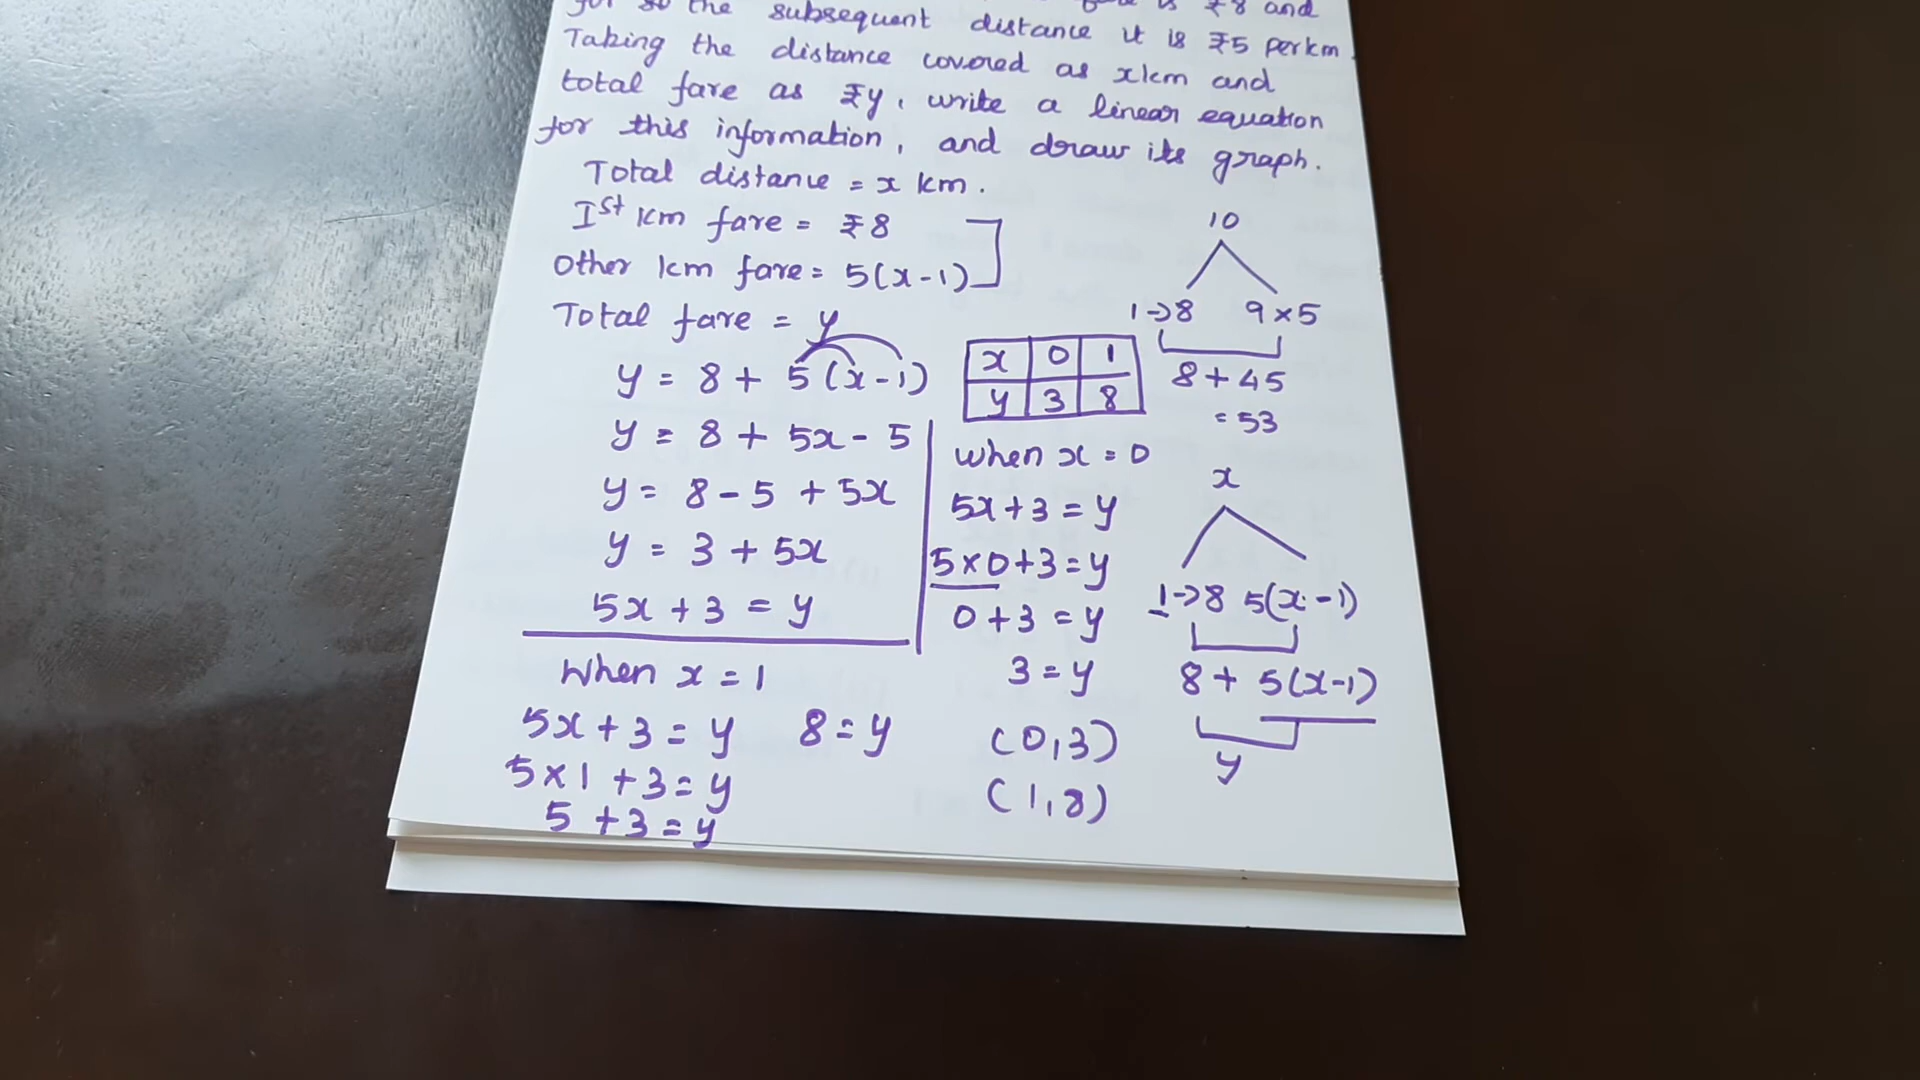 is ₹8 and
the subsequent distance it is ₹5 per km.
Taking the distance covered as x km and
total fare as ₹y, write a linear equation
for this information, and draw its graph.
Total distance = x km.
Ist km fare = ₹8
Other km fare = 5(x-1)
Total fare = y
y = 8 + 5(x-1)
y = 8 + 5x - 5
y = 8 - 5 + 5x
y = 3 + 5x
5x + 3 = y
When x = 1
5x + 3 = y
5 × 1 + 3 = y
5 + 3 = y
8 = y
x 0 1
y 3 8
when x = 0
5x + 3 = y
5 × 0 + 3 = y
0 + 3 = y
3 = y
(0,3)
(1,8)
10
1→8 9×5
8 + 45
= 53
x
1→8 5(x-1)
8 + 5(x-1)
y